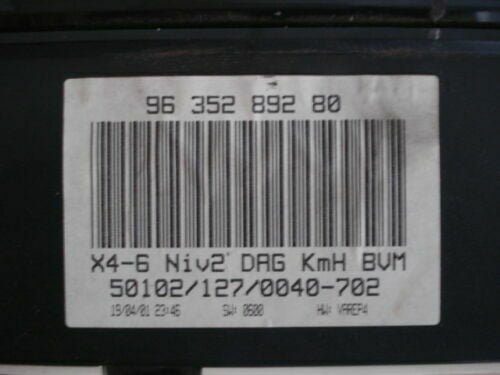 96 352 892 80
X4-6 Niv2 DAG KmH BVM
50102/127/0040-702
19/04/01 23:46 SW: 0600 HW: VAREP4